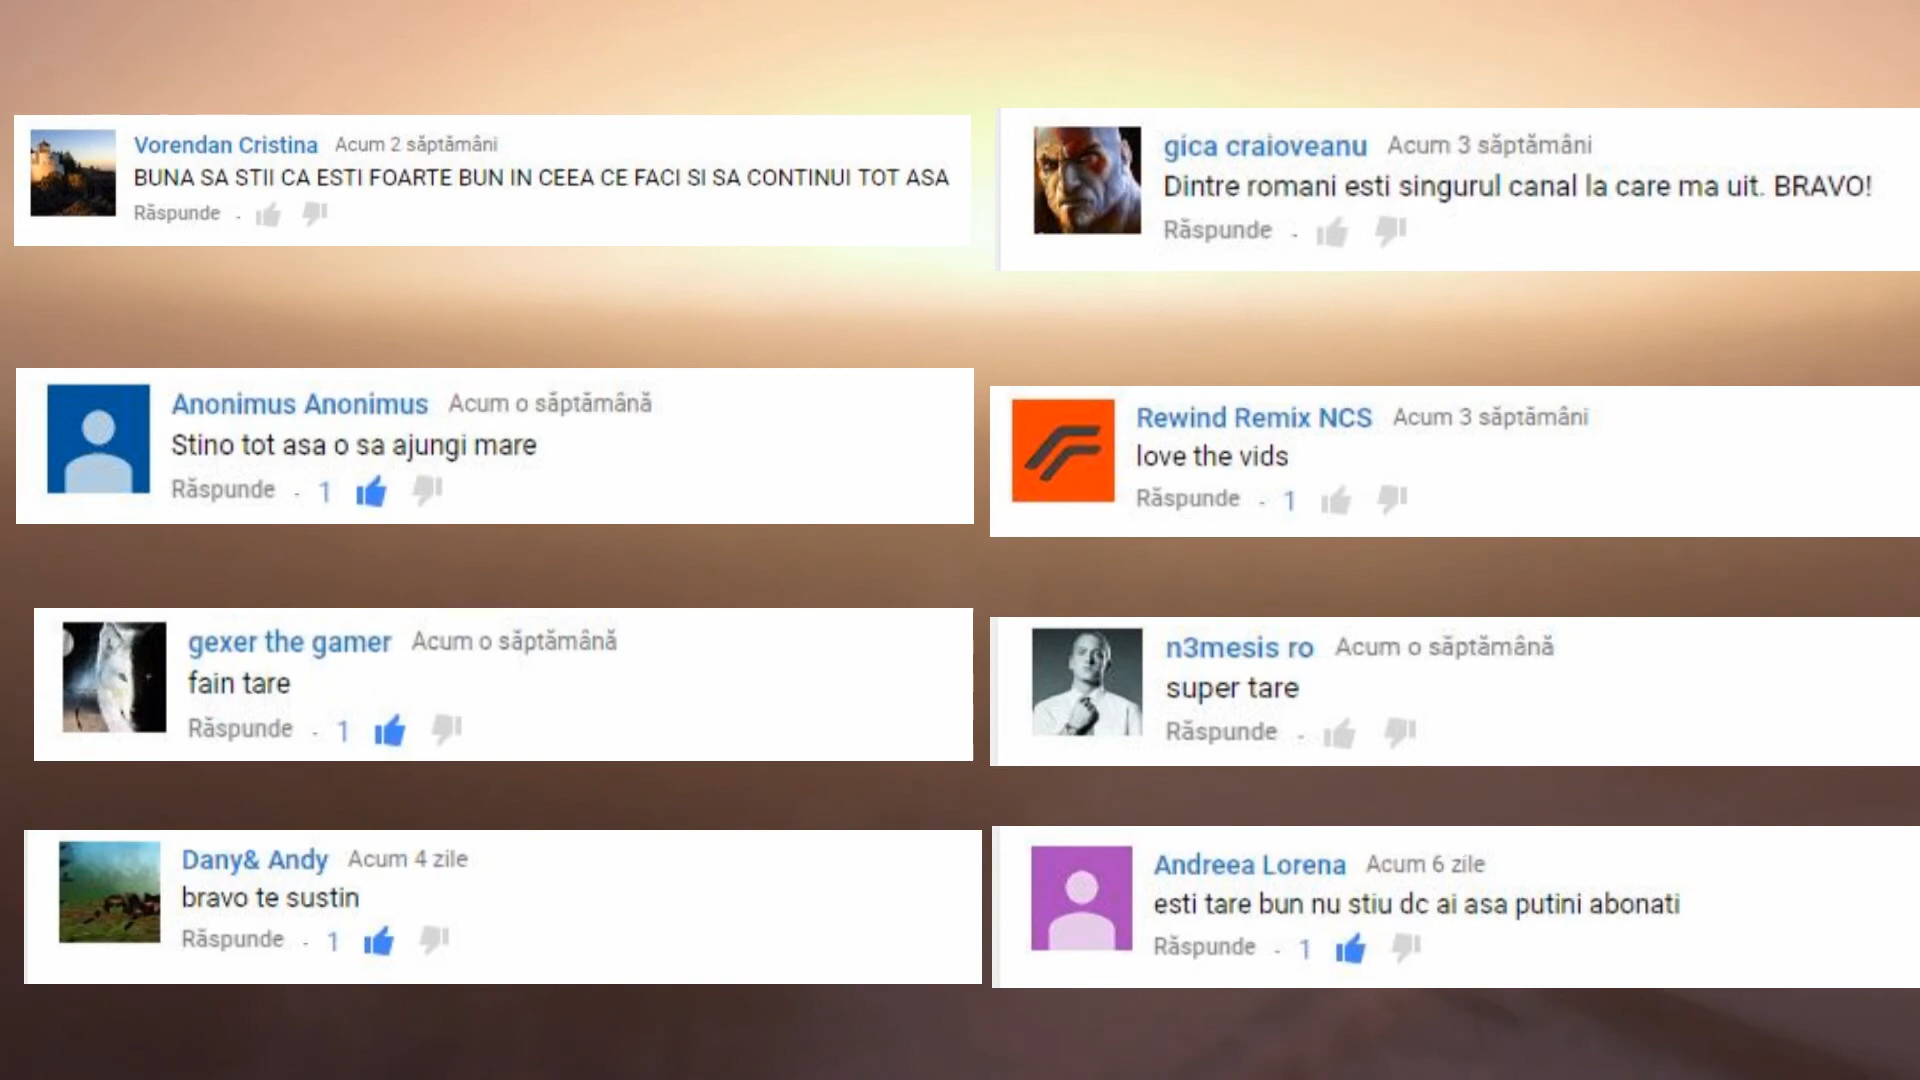 Vorendan Cristina Acum 2 săptămâni
BUNA SA STII CA ESTI FOARTE BUN IN CEEA CE FACI SI SA CONTINUI TOT ASA
Răspunde -
gica craioveanu Acum 3 săptămâni
Dintre romani esti singurul canal la care ma uit. BRAVO!
Răspunde -
Anonimus Anonimus Acum o săptămână
Stino tot asa o sa ajungi mare
Răspunde - 1
Rewind Remix NCS Acum 3 săptămâni
love the vids
Răspunde - 1
gexer the gamer Acum o săptămână
fain tare
Răspunde - 1
n3mesis ro Acum o săptămână
super tare
Răspunde -
Dany& Andy Acum 4 zile
bravo te sustin
Răspunde - 1
Andreea Lorena Acum 6 zile
esti tare bun nu stiu dc ai asa putini abonati
Răspunde - 1